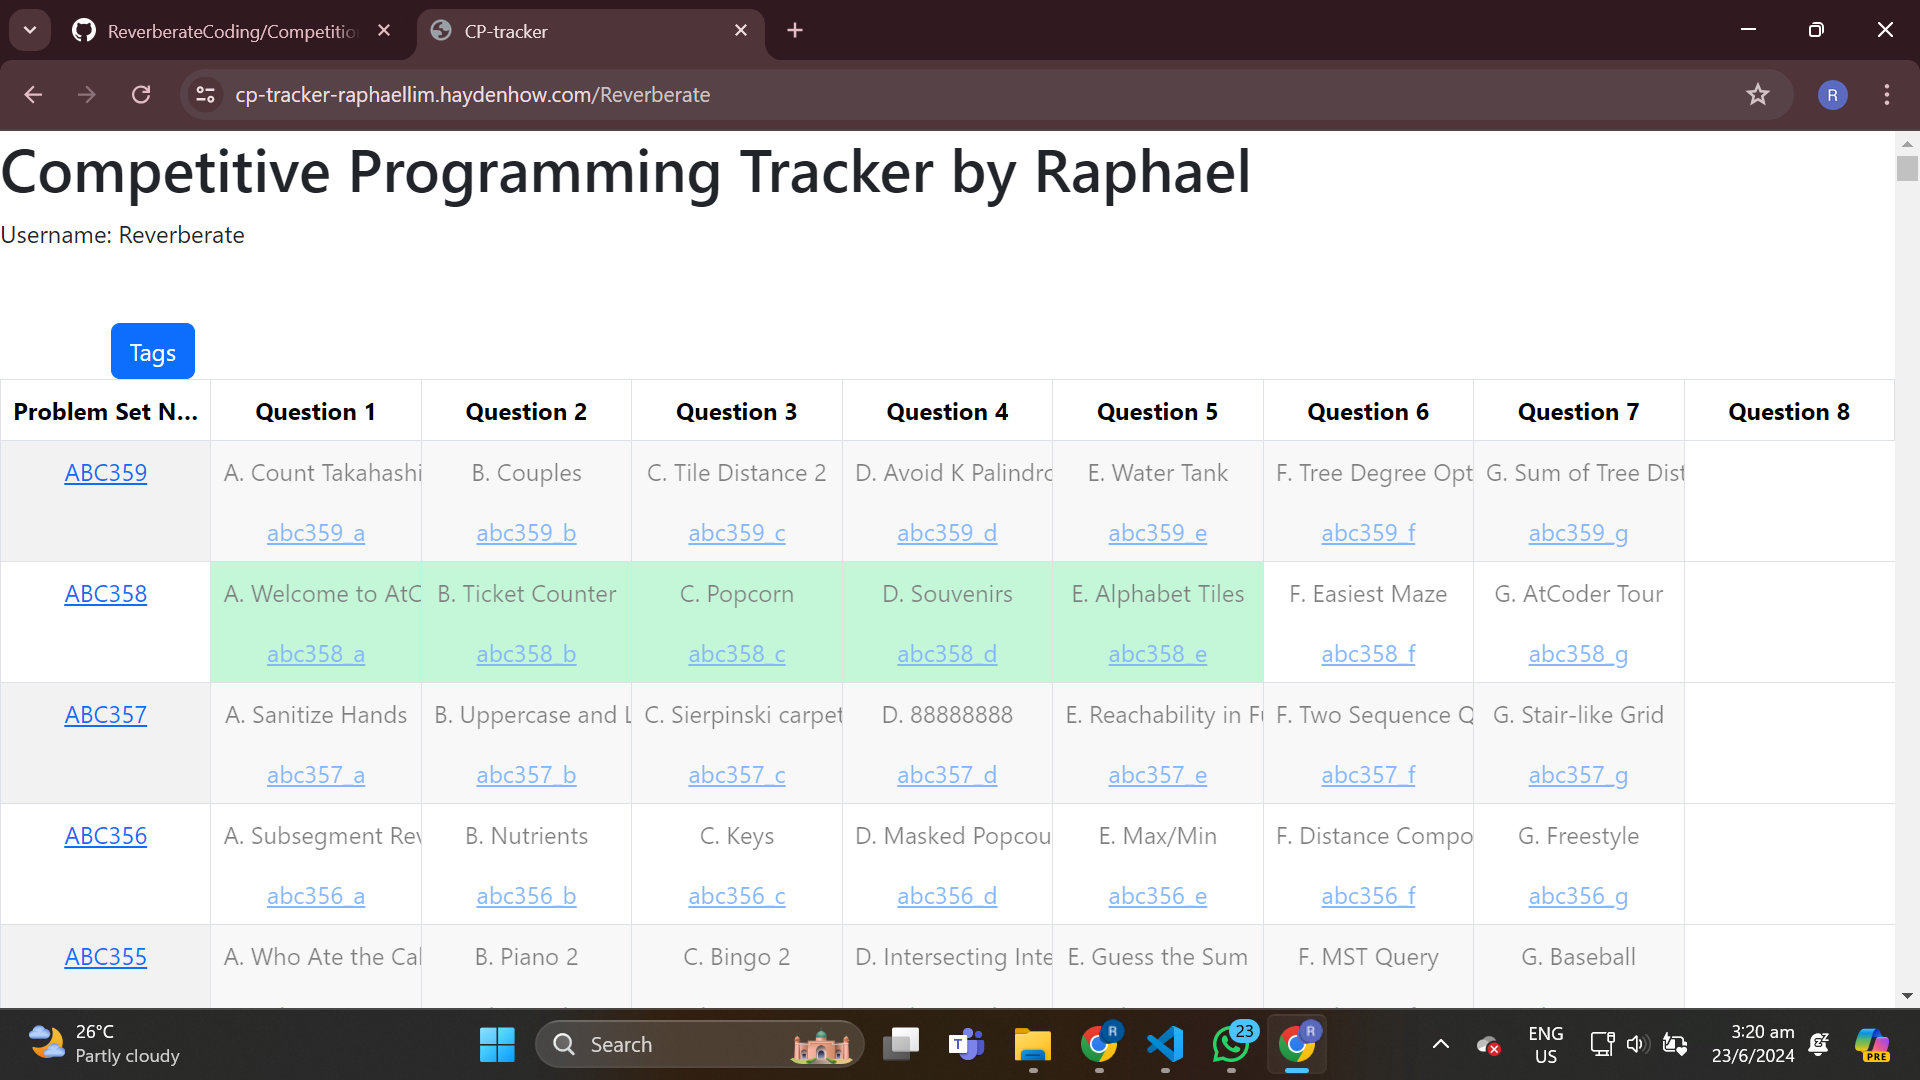 ReverberateCoding/Competitio
CP-tracker
cp-tracker-raphaellim.haydenhow.com/Reverberate
R
Competitive Programming Tracker by Raphael
Username: Reverberate
Tags
Problem Set N... Question 1 Question 2 Question 3 Question 4 Question 5 Question 6 Question 7 Question 8
ABC359 A. Count Takahashi B. Couples C. Tile Distance 2 D. Avoid K Palindro E. Water Tank F. Tree Degree Opt G. Sum of Tree Dist
abc359_a abc359_b abc359_c abc359_d abc359_e abc359_f abc359_g
ABC358 A. Welcome to AtC B. Ticket Counter C. Popcorn D. Souvenirs E. Alphabet Tiles F. Easiest Maze G. AtCoder Tour
abc358_a abc358_b abc358_c abc358_d abc358_e abc358_f abc358_g
ABC357 A. Sanitize Hands B. Uppercase and L C. Sierpinski carpet D. 88888888 E. Reachability in Fu F. Two Sequence Q G. Stair-like Grid
abc357_a abc357_b abc357_c abc357_d abc357_e abc357_f abc357_g
ABC356 A. Subsegment Rev B. Nutrients C. Keys D. Masked Popcou E. Max/Min F. Distance Compo G. Freestyle
abc356_a abc356_b abc356_c abc356_d abc356_e abc356_f abc356_g
ABC355 A. Who Ate the Cak B. Piano 2 C. Bingo 2 D. Intersecting Inte E. Guess the Sum F. MST Query G. Baseball
26°C
Partly cloudy
Search
T
R
23
R
ENG
US
3:20 am
23/6/2024
PRE